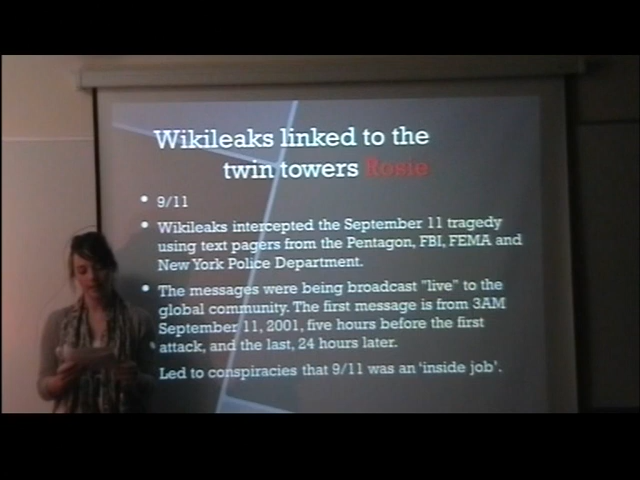 Wikileaks linked to the
twin towers Rosie
• 9/11
• Wikileaks intercepted the September 11 tragedy
using text pagers from the Pentagon, FBI, FEMA and
New York Police Department.
• The messages were being broadcast "live" to the
global community. The first message is from 3AM
September 11, 2001, five hours before the first
attack, and the last, 24 hours later.
• Led to conspiracies that 9/11 was an 'inside job'.